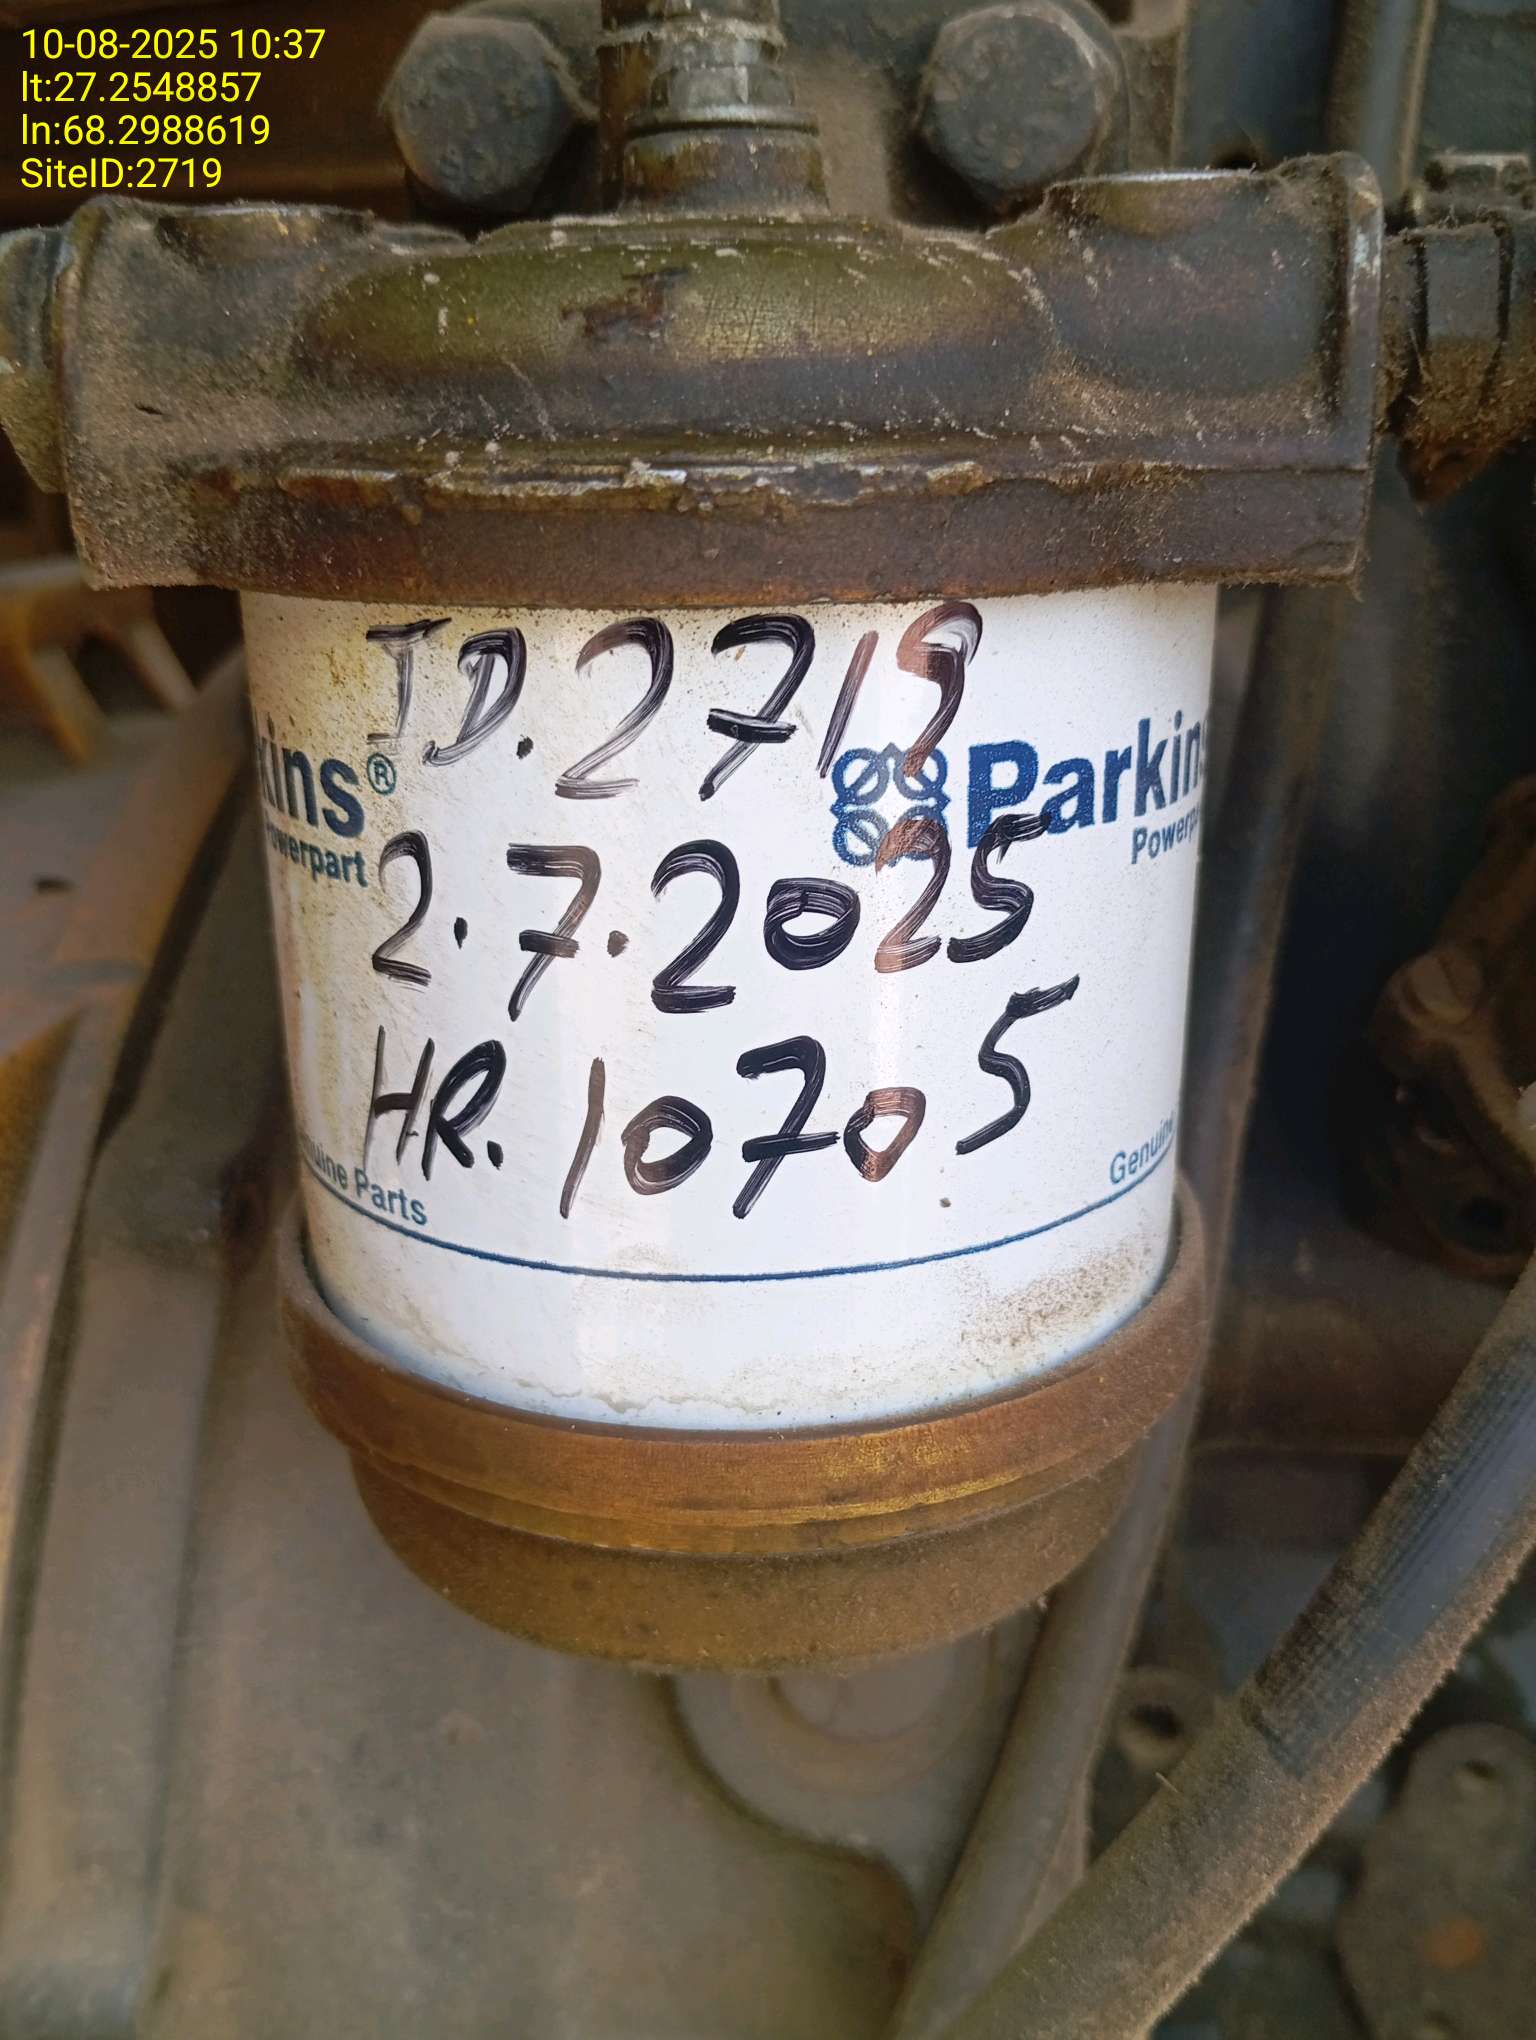 10-08-2025 10:37
lt:27.2548857
ln:68.2988619
SiteID:2719
ID.2719
kins®
Powerpart
Parkins
Powerp
2.7.2025
HR.10705
nuine Parts
Genuine